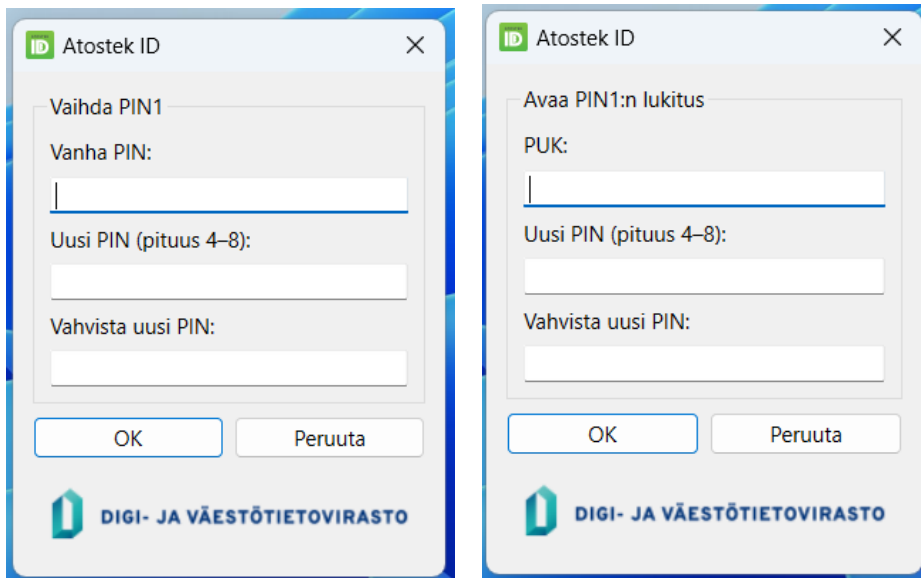 Atostek ID
Vaihda PIN1
Vanha PIN:
Uusi PIN (pituus 4–8):
Vahvista uusi PIN:
OK
Peruuta
DIGI- JA VÄESTÖTIETOVIRASTO
Atostek ID
Avaa PIN1:n lukitus
PUK:
Uusi PIN (pituus 4–8):
Vahvista uusi PIN:
OK
Peruuta
DIGI- JA VÄESTÖTIETOVIRASTO